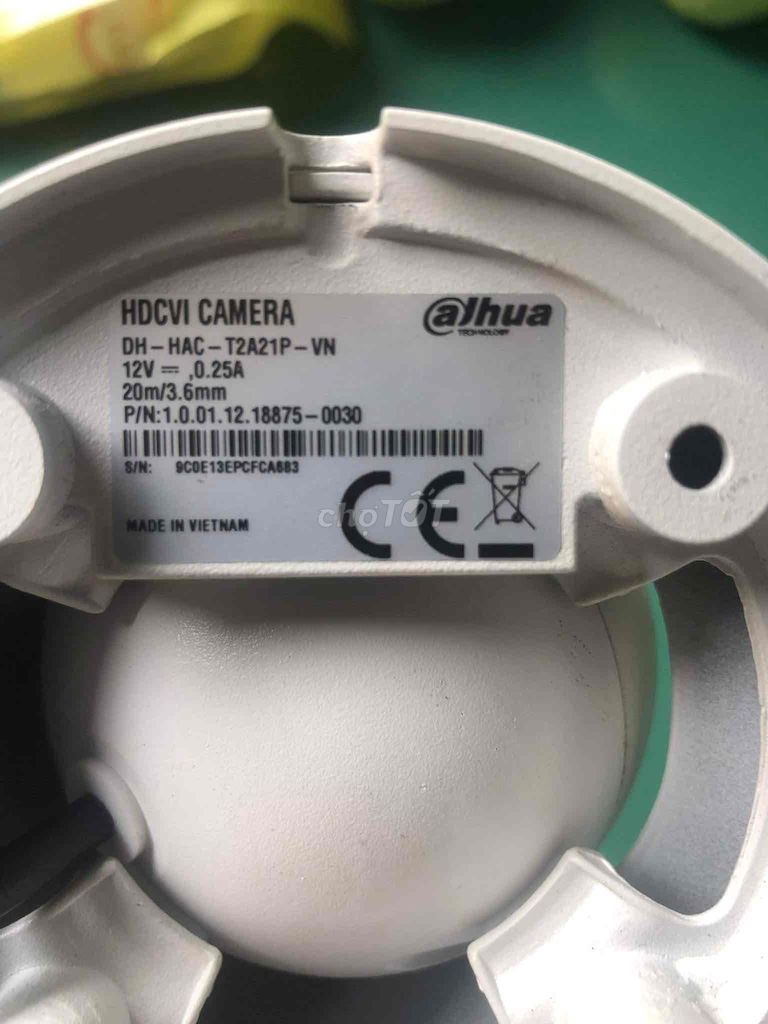 HDCVI CAMERA
alhua
TECHNOLOGY
DH-HAC-T2A21P-VN
12V ⎓ ,0.25A
20m/3.6mm
P/N:1.0.01.12.18875-0030
S/N: 9C0E13EPCFCA683
MADE IN VIETNAM
CE
choTỐT